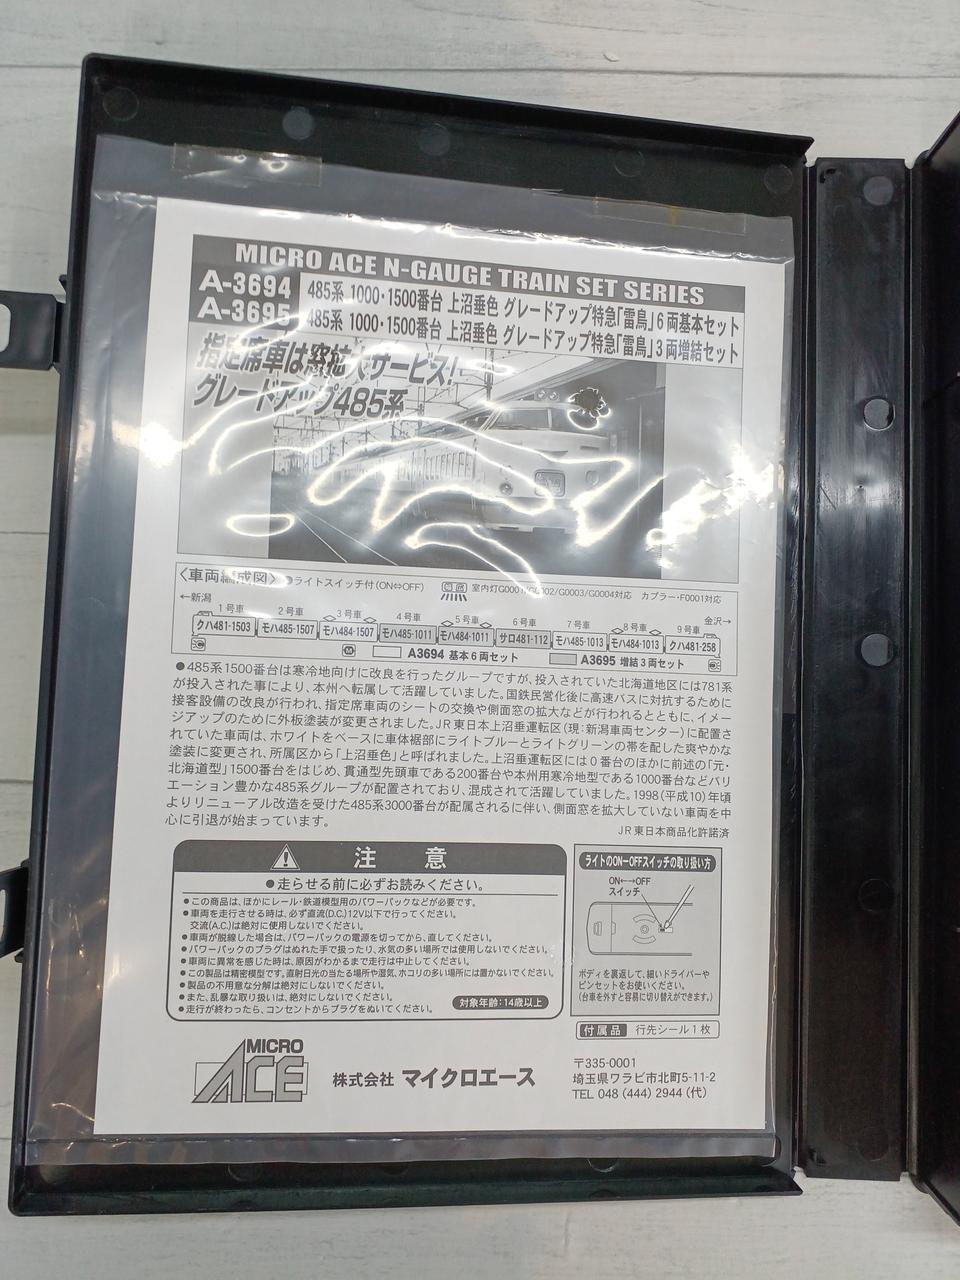 MICRO ACE N-GAUGE TRAIN SET SERIES
A-3694 485系 1000・1500番台 上沼垂色 グレードアップ特急「雷鳥」6両基本セット
A-3695 485系 1000・1500番台 上沼垂色 グレードアップ特急「雷鳥」3両増結セット
指定席車は窓拡大サービス!
グレードアップ485系
〈車両編成図〉 ●ライトスイッチ付(ON⇔OFF) 室内灯G0001/G0002/G0003/G0004対応 カプラー・F0001対応
←新潟 金沢→
1号車 2号車 3号車 4号車 5号車 6号車 7号車 8号車 9号車
クハ481-1503 モハ485-1507 モハ484-1507 モハ485-1011 モハ484-1011 サロ481-112 モハ485-1013 モハ484-1013 クハ481-258
A3694 基本6両セット A3695 増結3両セット
●485系1500番台は寒冷地向けに改良を行ったグループですが、投入されていた北海道地区には781系
が投入された事により、本州へ転属して活躍していました。国鉄民営化後に高速バスに対抗するために
接客設備の改良が行われ、指定席車両のシートの交換や側面窓の拡大などが行われるとともに、イメー
ジアップのために外板塗装が変更されました。JR東日本上沼垂運転区(現:新潟車両センター)に配置さ
れていた車両は、ホワイトをベースに車体裾部にライトブルーとライトグリーンの帯を配した爽やかな
塗装に変更され、所属区から「上沼垂色」と呼ばれました。上沼垂運転区には0番台のほかに前述の「元・
北海道型」1500番台をはじめ、貫通型先頭車である200番台や本州用寒冷地型である1000番台などバリ
エーション豊かな485系グループが配置されており、混成されて活躍していました。1998(平成10)年頃
よりリニューアル改造を受けた485系3000番台が配属されるに伴い、側面窓を拡大していない車両を中
心に引退が始まっています。
JR東日本商品化許諾済
注 意
●走らせる前に必ずお読みください。
●この商品は、ほかにレール・鉄道模型用のパワーパックなどが必要です。
●車両を走行させる時は、必ず直流(D.C.)12V以下で行ってください。
交流(A.C.)は絶対に使用しないでください。
●車両が脱線した場合は、パワーパックの電源を切ってから、直してください。
●パワーパックのプラグはぬれた手で扱ったり、水気の多い場所では使用しないでください。
●車両に異常を感じた時は、原因がわかるまで走行は中止してください。
●この製品は精密模型です。直射日光の当たる場所や湿気、ホコリの多い場所には置かないでください。
●製品の不用意な分解は絶対にしないでください。
●また、乱暴な取り扱いは、絶対にしないでください。
●走行が終わったら、コンセントからプラグをぬいてください。
対象年齢:14歳以上
ライトのON−OFFスイッチの取り扱い方
ON←→OFF
スイッチ
ボディを裏返して、細いドライバーや
ピンセットをお使いください。
(台車を外すと容易に切り替えができます。)
付属品 行先シール1枚
MICRO ACE
株式会社 マイクロエース
〒335-0001
埼玉県ワラビ市北町5-11-2
TEL 048 (444) 2944 (代)